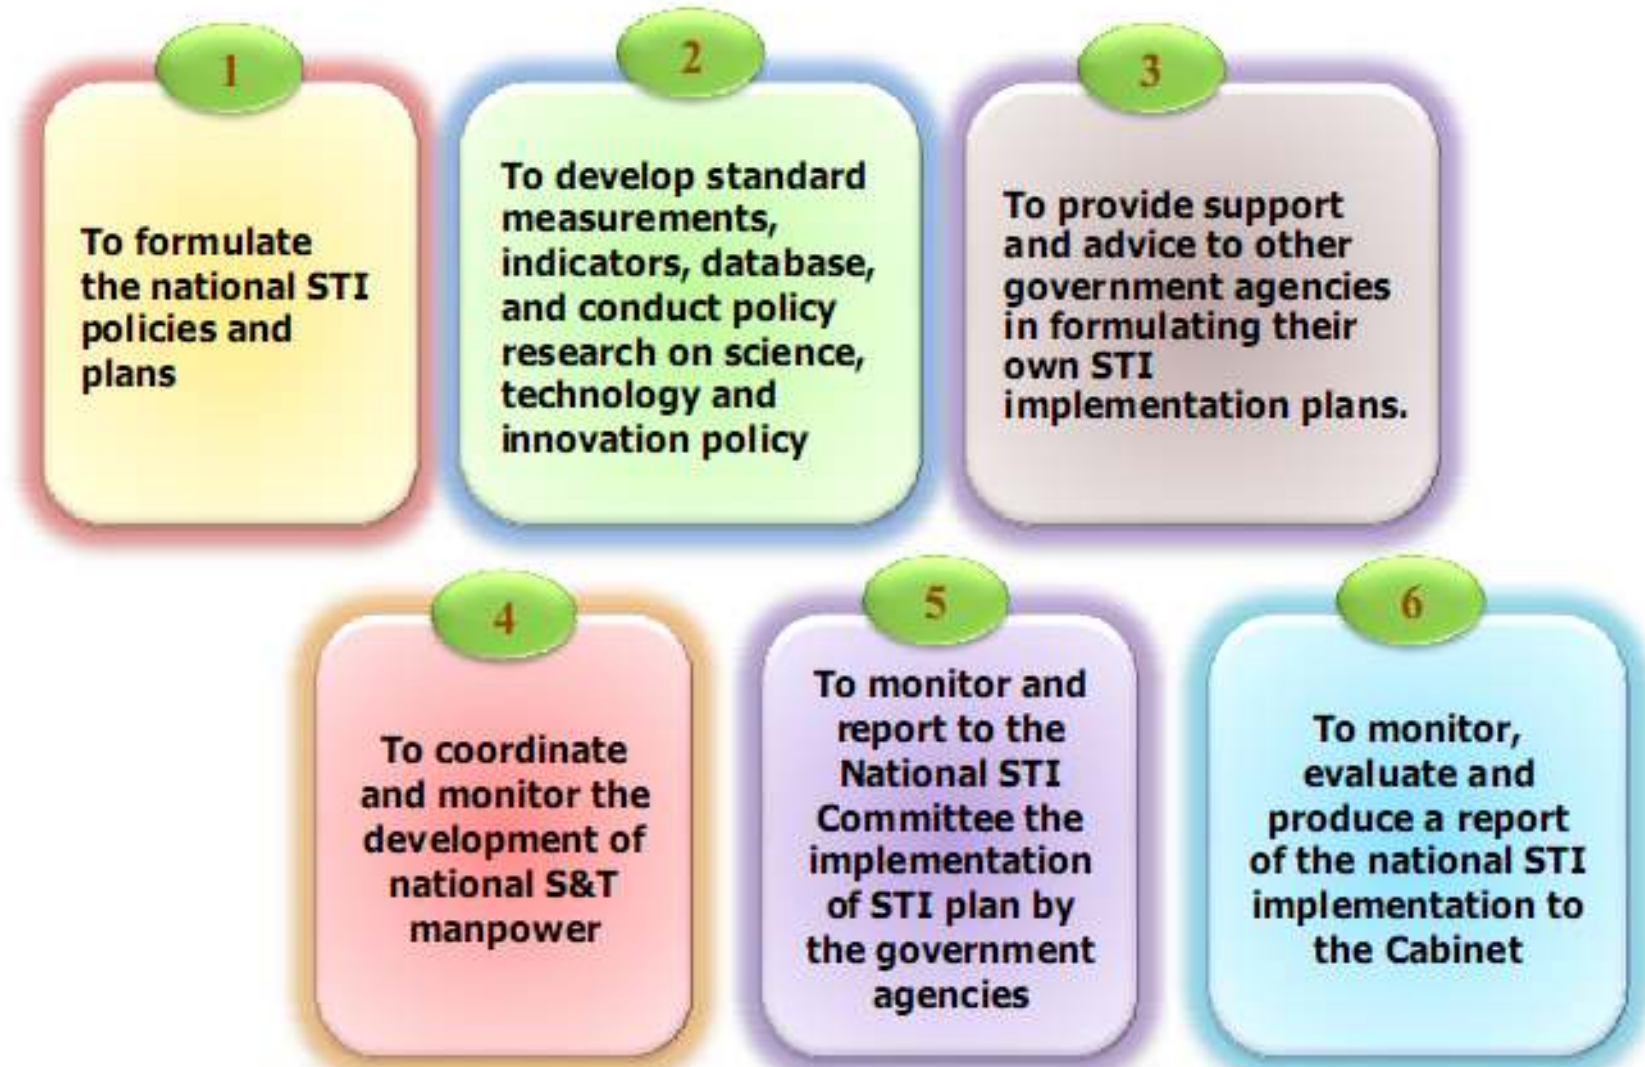 1
To formulate
the national STI
policies and
plans
2
To develop standard
measurements,
indicators, database,
and conduct policy
research on science,
technology and
innovation policy
3
To provide support
and advice to other
government agencies
in formulating their
own STI
implementation plans.
4
To coordinate
and monitor the
development of
national S&T
manpower
5
To monitor and
report to the
National STI
Committee the
implementation
of STI plan by
the government
agencies
6
To monitor,
evaluate and
produce a report
of the national STI
implementation to
the Cabinet